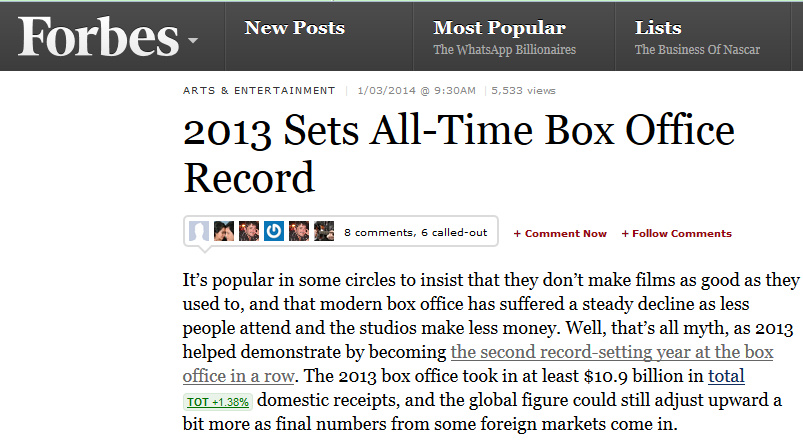 Forbes New Posts Most Popular Lists
The WhatsApp Billionaires The Business Of Nascar
ARTS & ENTERTAINMENT | 1/03/2014 @ 9:30AM | 5,533 views
2013 Sets All-Time Box Office
Record
8 comments, 6 called-out + Comment Now + Follow Comments
It's popular in some circles to insist that they don't make films as good as they
used to, and that modern box office has suffered a steady decline as less
people attend and the studios make less money. Well, that's all myth, as 2013
helped demonstrate by becoming the second record-setting year at the box
office in a row. The 2013 box office took in at least $10.9 billion in total
TOT +1.38% domestic receipts, and the global figure could still adjust upward a
bit more as final numbers from some foreign markets come in.